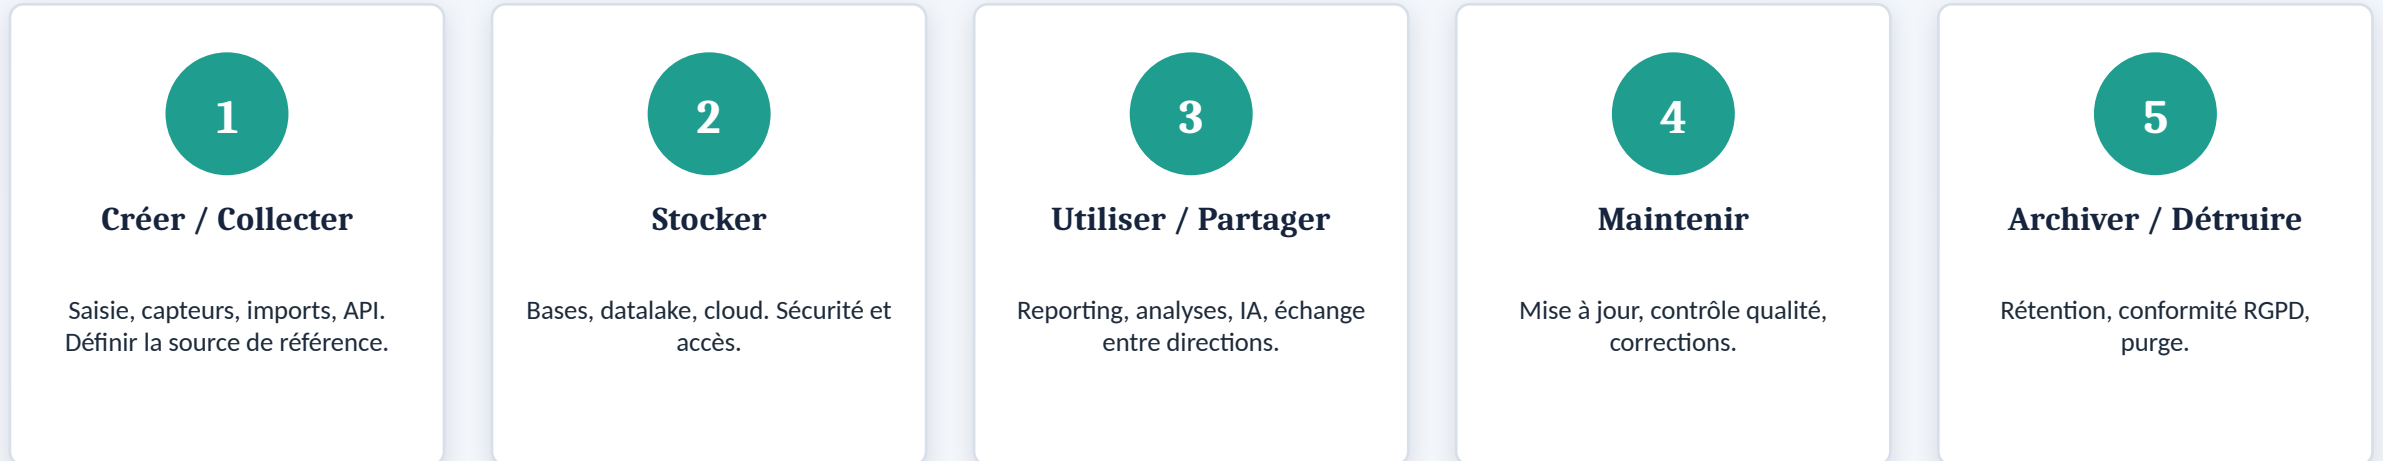 1
Créer / Collecter
Saisie, capteurs, imports, API.
Définir la source de référence.
2
Stocker
Bases, datalake, cloud. Sécurité et
accès.
3
Utiliser / Partager
Reporting, analyses, IA, échange
entre directions.
4
Maintenir
Mise à jour, contrôle qualité,
corrections.
5
Archiver / Détruire
Rétention, conformité RGPD,
purge.